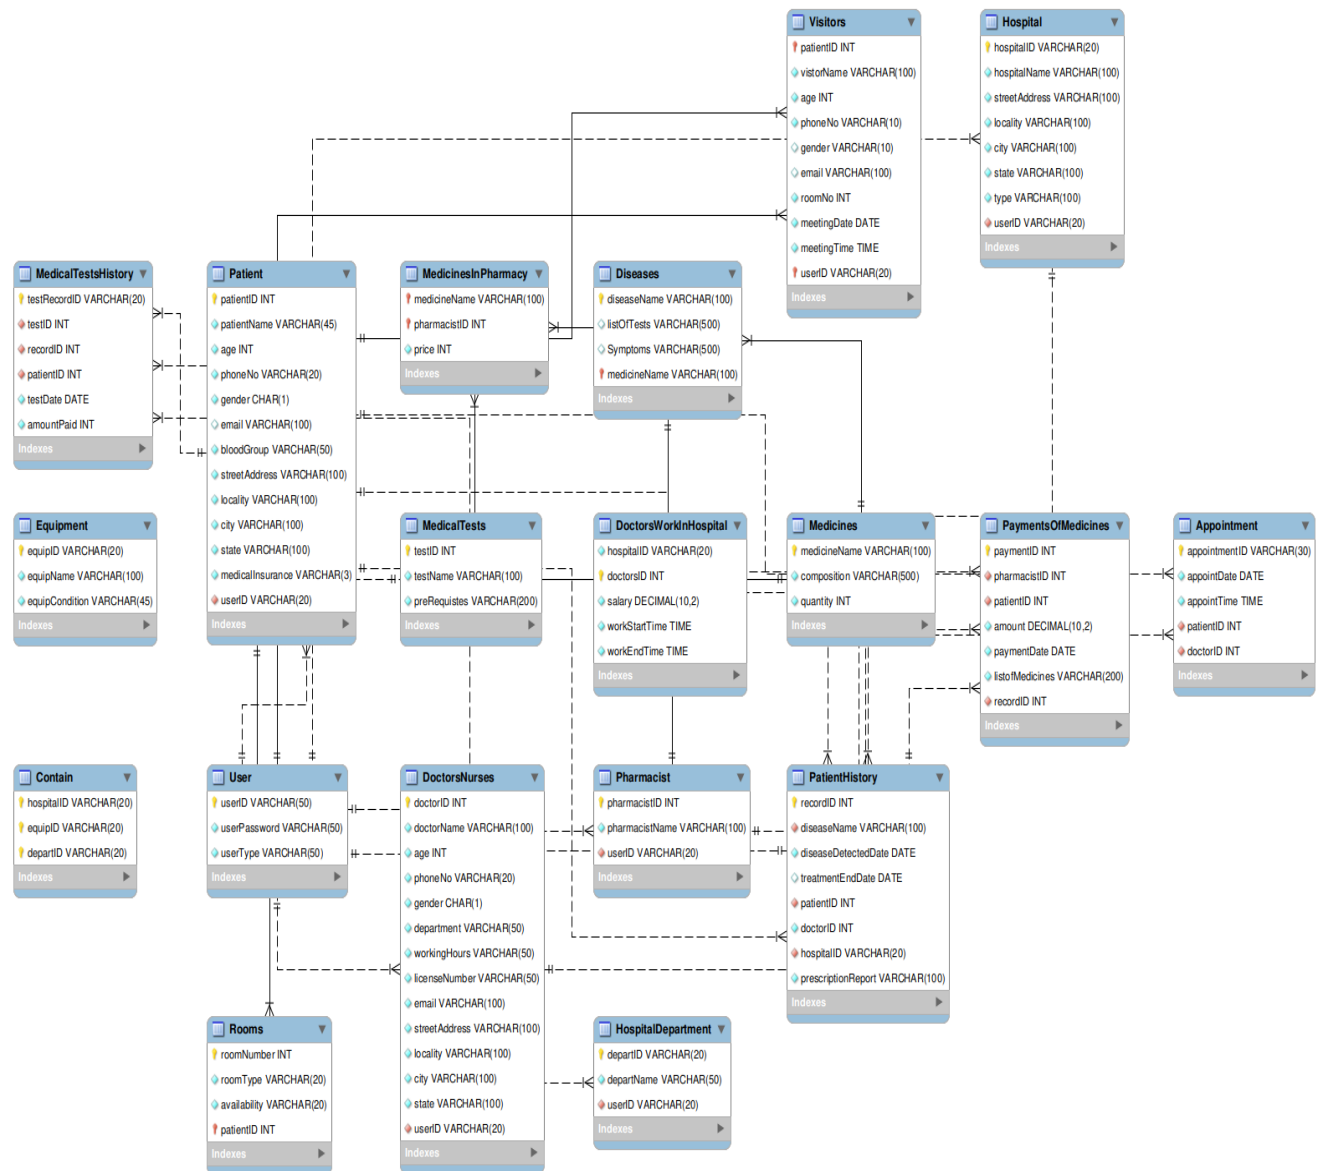 Visitors
patientID INT
vistorName VARCHAR(100)
age INT
phoneNo VARCHAR(10)
gender VARCHAR(10)
email VARCHAR(100)
roomNo INT
meetingDate DATE
meetingTime TIME
userID VARCHAR(20)
Indexes
Hospital
hospitalID VARCHAR(20)
hospitalName VARCHAR(100)
streetAddress VARCHAR(100)
locality VARCHAR(100)
city VARCHAR(100)
state VARCHAR(100)
type VARCHAR(100)
userID VARCHAR(20)
Indexes
MedicalTestsHistory
testRecordID VARCHAR(20)
testID INT
recordID INT
patientID INT
testDate DATE
amountPaid INT
Indexes
Patient
patientID INT
patientName VARCHAR(45)
age INT
phoneNo VARCHAR(20)
gender CHAR(1)
email VARCHAR(100)
bloodGroup VARCHAR(50)
streetAddress VARCHAR(100)
locality VARCHAR(100)
city VARCHAR(100)
state VARCHAR(100)
medicalInsurance VARCHAR(3)
userID VARCHAR(20)
Indexes
MedicinesInPharmacy
medicineName VARCHAR(100)
pharmacistID INT
price INT
Indexes
Diseases
diseaseName VARCHAR(100)
listOfTests VARCHAR(500)
Symptoms VARCHAR(500)
medicineName VARCHAR(100)
Indexes
Equipment
equipID VARCHAR(20)
equipName VARCHAR(100)
equipCondition VARCHAR(45)
Indexes
MedicalTests
testID INT
testName VARCHAR(100)
preRequistes VARCHAR(200)
Indexes
DoctorsWorkInHospital
hospitalID VARCHAR(20)
doctorsID INT
salary DECIMAL(10,2)
workStartTime TIME
workEndTime TIME
Indexes
Medicines
medicineName VARCHAR(100)
composition VARCHAR(500)
quantity INT
Indexes
PaymentsOfMedicines
paymentID INT
pharmacistID INT
patientID INT
amount DECIMAL(10,2)
paymentDate DATE
listofMedicines VARCHAR(200)
recordID INT
Indexes
Appointment
appointmentID VARCHAR(30)
appointDate DATE
appointTime TIME
patientID INT
doctorID INT
Indexes
Contain
hospitalID VARCHAR(20)
equipID VARCHAR(20)
departID VARCHAR(20)
Indexes
User
userID VARCHAR(50)
userPassword VARCHAR(50)
userType VARCHAR(50)
Indexes
DoctorsNurses
doctorID INT
doctorName VARCHAR(100)
age INT
phoneNo VARCHAR(20)
gender CHAR(1)
department VARCHAR(50)
workingHours VARCHAR(50)
licenseNumber VARCHAR(50)
email VARCHAR(100)
streetAddress VARCHAR(100)
locality VARCHAR(100)
city VARCHAR(100)
state VARCHAR(100)
userID VARCHAR(20)
Indexes
Pharmacist
pharmacistID INT
pharmacistName VARCHAR(100)
userID VARCHAR(20)
Indexes
PatientHistory
recordID INT
diseaseName VARCHAR(100)
diseaseDetectedDate DATE
treatmentEndDate DATE
patientID INT
doctorID INT
hospitalID VARCHAR(20)
prescriptionReport VARCHAR(100)
Indexes
Rooms
roomNumber INT
roomType VARCHAR(20)
availability VARCHAR(20)
patientID INT
Indexes
HospitalDepartment
departID VARCHAR(20)
departName VARCHAR(50)
userID VARCHAR(20)
Indexes